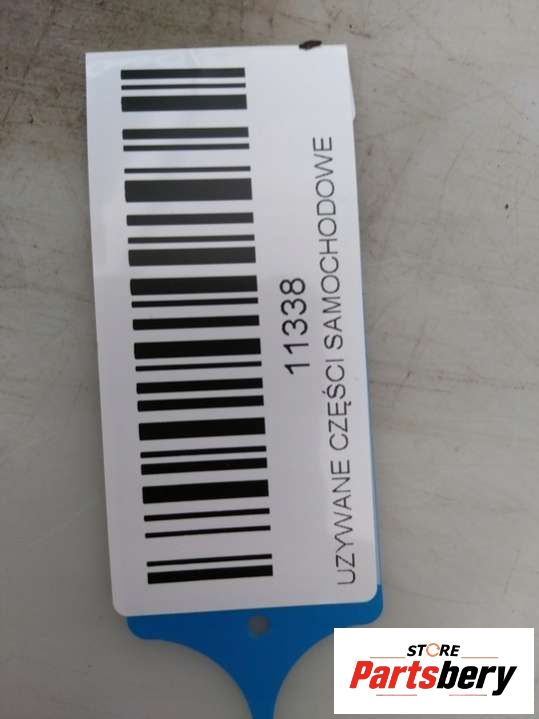 11338
UZYWANE CZĘŚCI SAMOCHODOWE
STORE
Partsbery